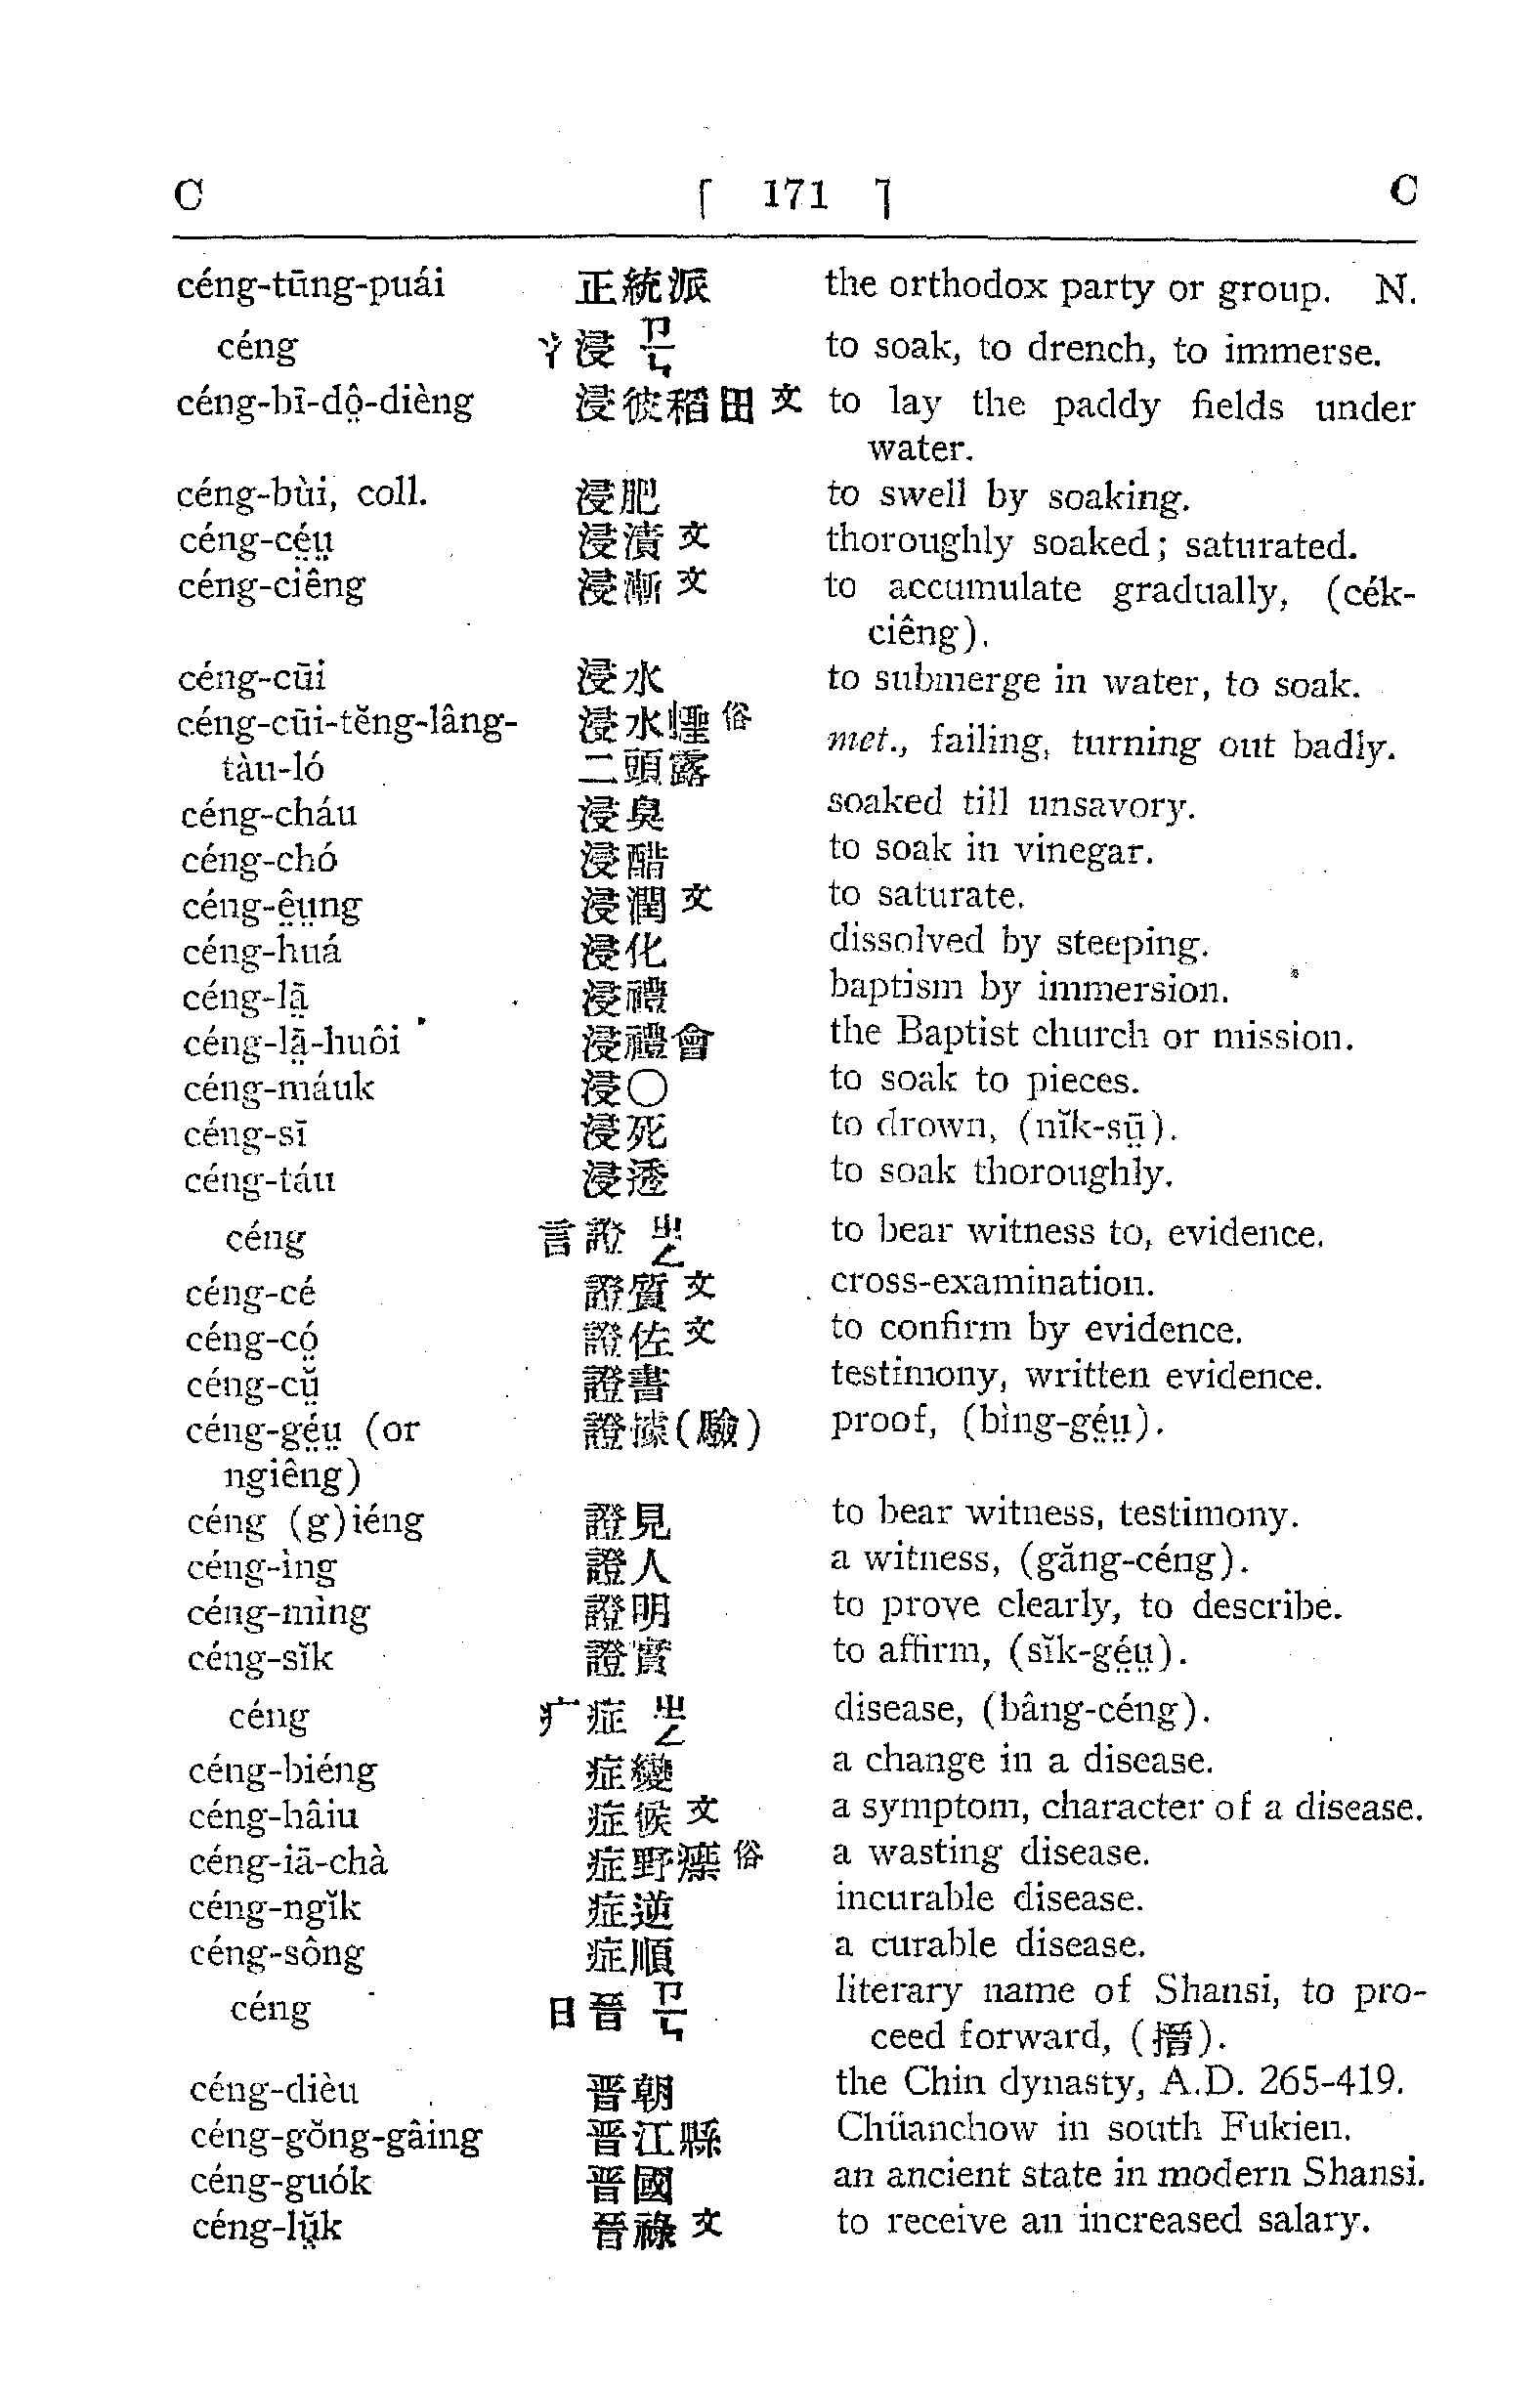 C ｢ 171 ｣ C
céng-tūng-puái 正統派 the orthodox party or group. N.
céng 浸 ㄐㄧㄣ to soak, to drench, to immerse.
céng-bī-dô̤-dièng 浸彼稻田 文 to lay the paddy fields under
water.
céng-bùi, coll. 浸肥 to swell by soaking.
céng-cé̤ṳ 浸漬 文 thoroughly soaked; saturated.
céng-ciêng 浸漸 文 to accumulate gradually, (cék-
ciêng).
céng-cūi 浸水 to submerge in water, to soak.
céng-cūi-tĕng-lâng- 浸水 俗
met., failing, turning out badly.
tàu-ló 二頭露
céng-cháu 浸臭 soaked till unsavory.
céng-chó 浸醋 to soak in vinegar.
céng-ê̤ṳng 浸潤 文 to saturate.
céng-huá 浸化 dissolved by steeping.
céng-lā̤ 浸禮 baptism by immersion.
céng-lā̤-huôi 浸禮會 the Baptist church or mission.
céng-máuk 浸〇 to soak to pieces.
céng-sī 浸死 to drown, (nĭk-sṳ̄).
céng-táu 浸透 to soak thoroughly.
céng 言 證 ㄓㄥ to bear witness to, evidence.
céng-cé 證質 文 cross-examination.
céng-có̤ 證佐 文 to confirm by evidence.
céng-cṳ̆ 證書 testimony, written evidence.
céng-gé̤ṳ (or 證據(驗) proof, (bìng-gé̤ṳ).
ngiêng)
céng (g)iéng 證見 to bear witness, testimony.
céng-ìng 證人 a witness, (găng-céng).
céng-mìng 證明 to prove clearly, to describe.
céng-sĭk 證實 to affirm, (sĭk-gé̤ṳ).
céng 疒 症 ㄓㄥ disease, (bâng-céng).
céng-biéng 症變 a change in a disease.
céng-hâiu 症候 文 a symptom, character of a disease.
céng-iā-chà 症野 俗 a wasting disease.
céng-ngĭk 症逆 incurable disease.
céng-sông 症順 a curable disease.
céng 日 晉 ㄐㄧㄣ literary name of Shansi, to pro-
ceed forward, (搢).
céng-dièu 晋朝 the Chin dynasty, A.D. 265-419.
céng-gŏng-gâing 晋江縣 Chüanchow in south Fukien.
céng-guók 晋國 an ancient state in modern Shansi.
céng-lṳ̆k 晉祿 文 to receive an increased salary.